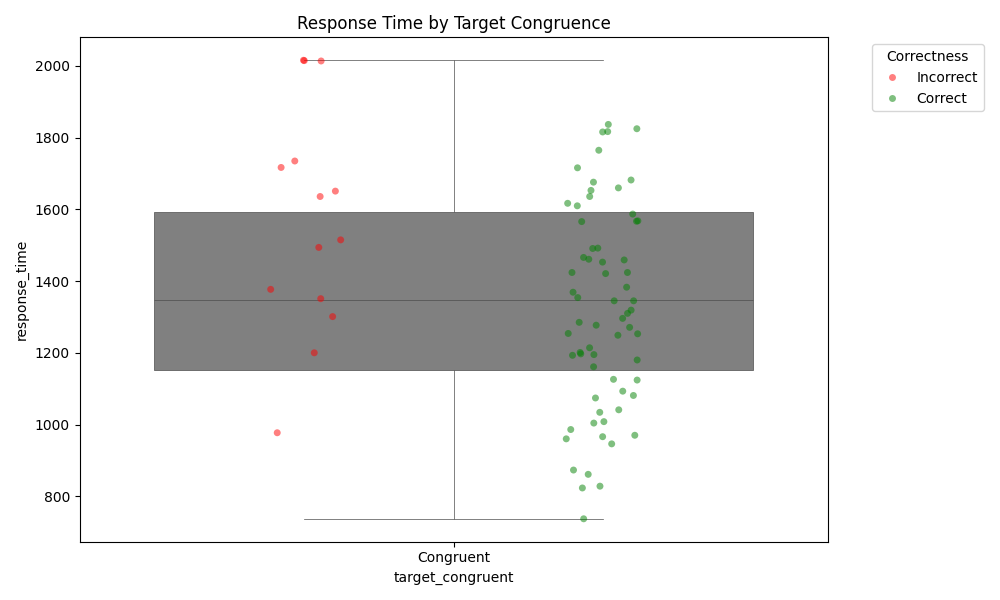 Response Time by Target Congruence
Correctness
Incorrect
Correct
2000
1800
1600
1400
1200
1000
800
response_time
Congruent
target_congruent